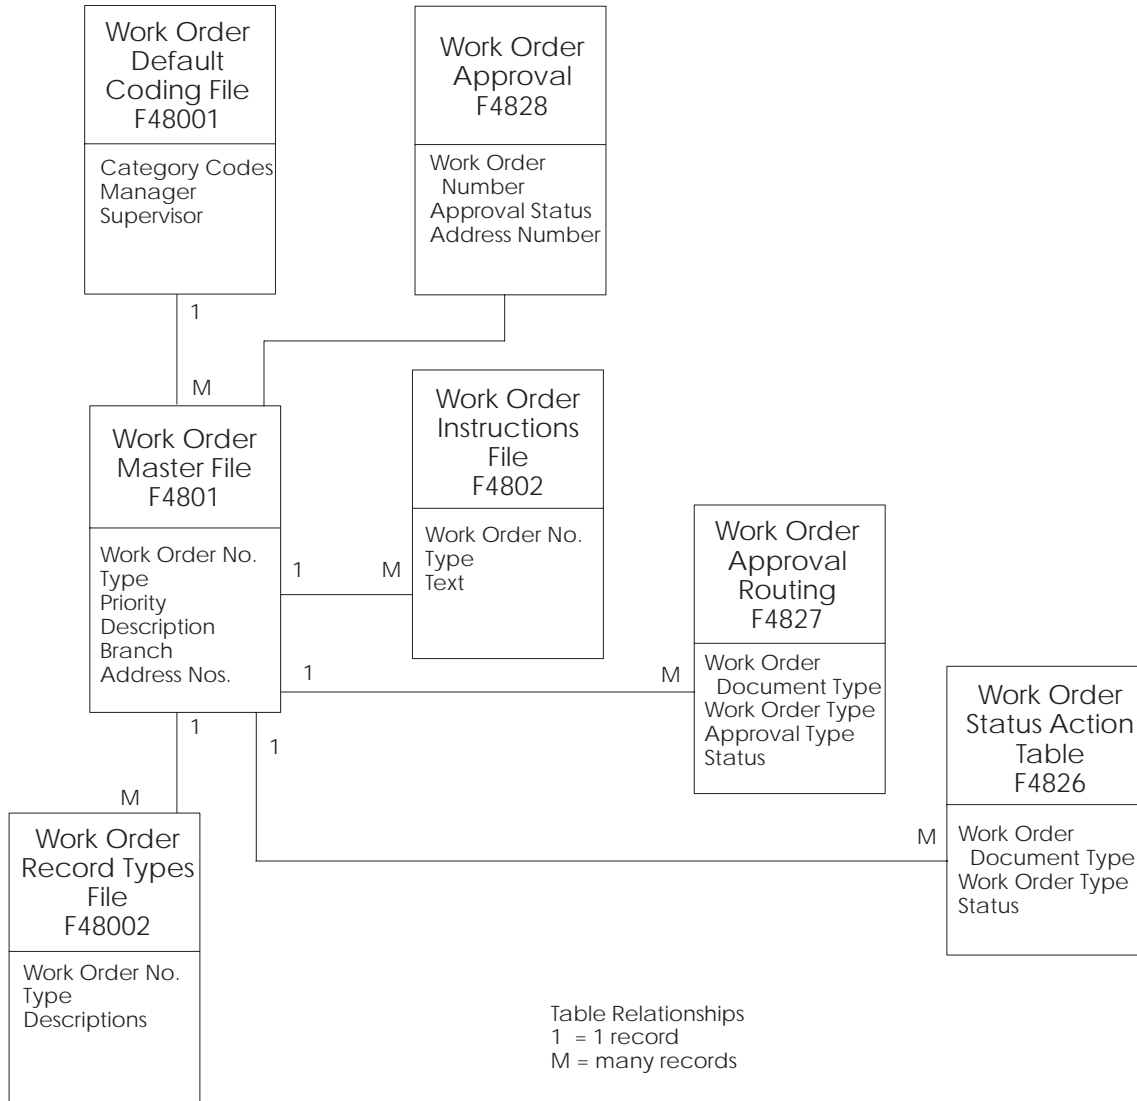 Work Order
Default
Coding File
F48001
Category Codes
Manager
Supervisor
Work Order
Approval
F4828
Work Order
Number
Approval Status
Address Number
1
M
Work Order
Master File
F4801
Work Order No.
Type
Priority
Description
Branch
Address Nos.
Work Order
Instructions
File
F4802
Work Order No.
Type
Text
1
M
Work Order
Approval
Routing
F4827
Work Order
Document Type
Work Order Type
Approval Type
Status
1
M
Work Order
Status Action
Table
F4826
Work Order
Document Type
Work Order Type
Status
1
M
1
M
Work Order
Record Types
File
F48002
Work Order No.
Type
Descriptions
Table Relationships
1 = 1 record
M = many records